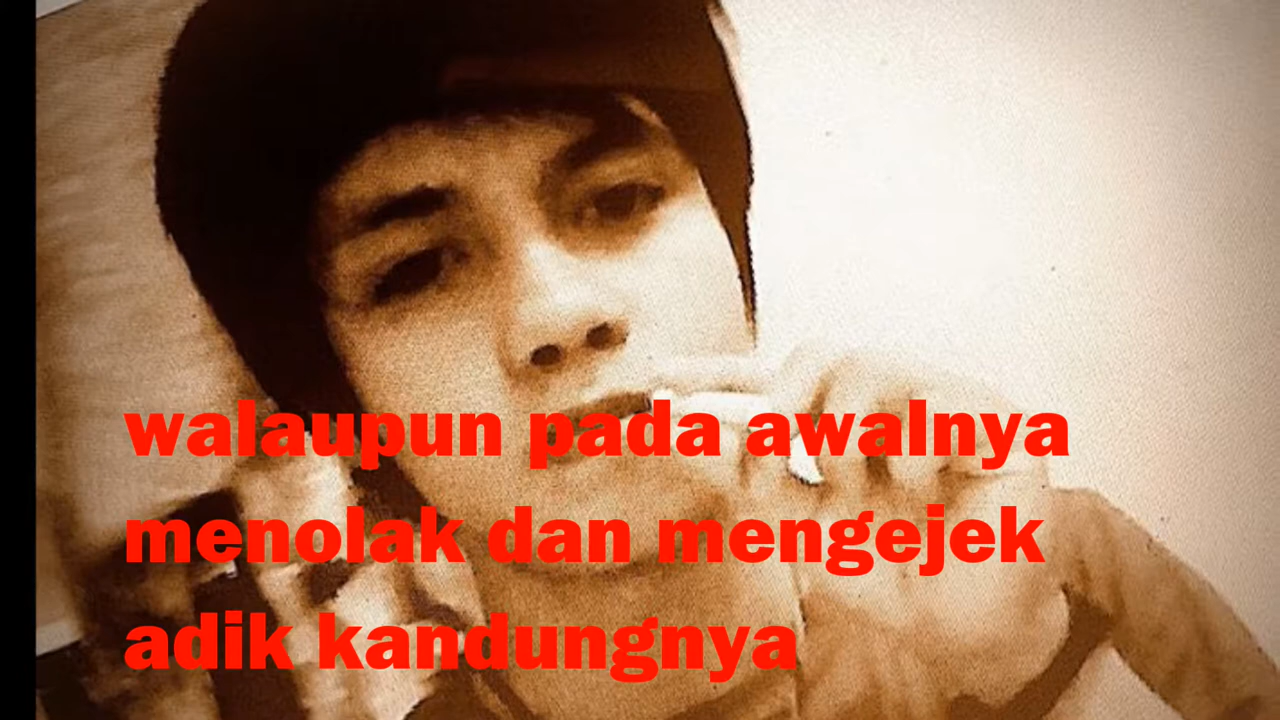 walaupun pada awalnya
menolak dan mengejek
adik kandungnya